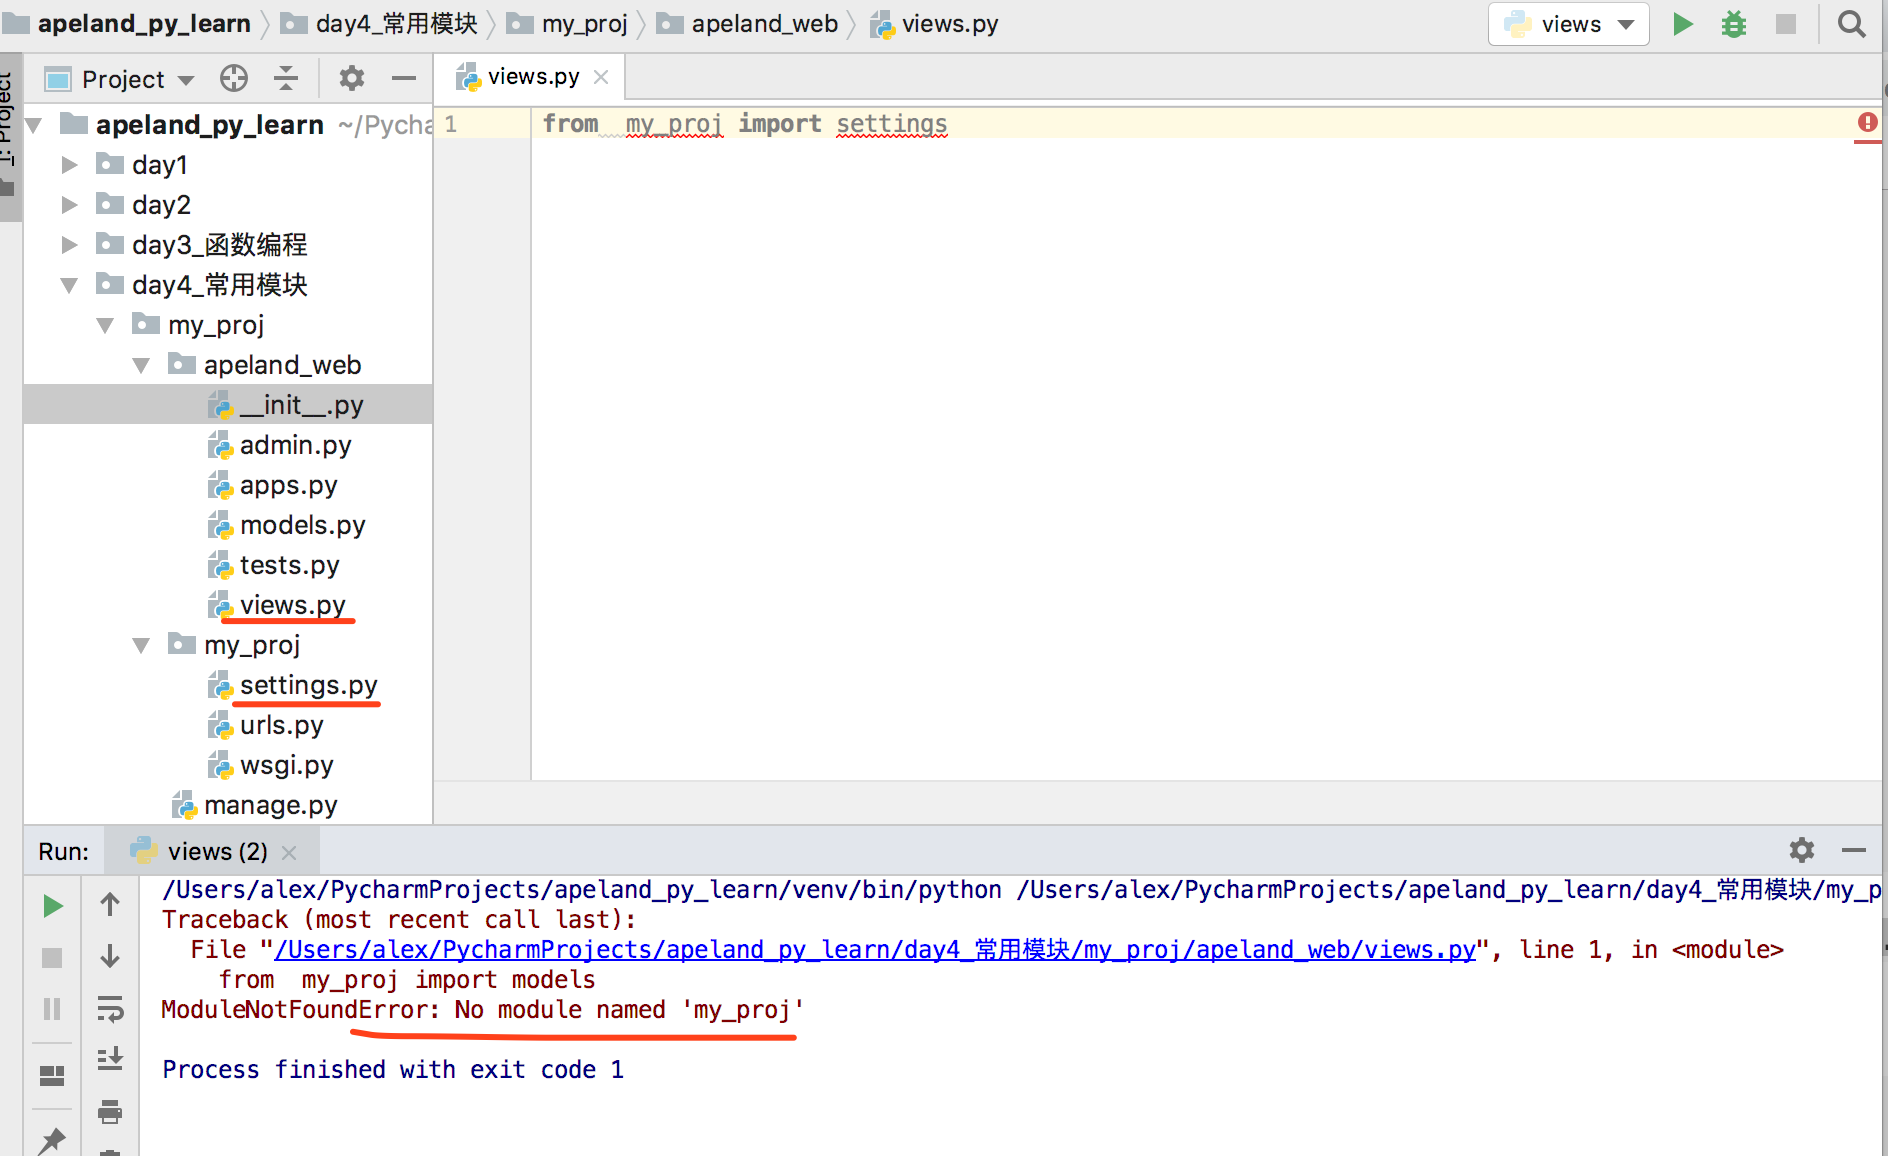 apeland_py_learn day4_常用模块 my_proj apeland_web views.py views
1: Project
Project
views.py
apeland_py_learn ~/Pycha
day1
day2
day3_函数编程
day4_常用模块
my_proj
apeland_web
__init__.py
admin.py
apps.py
models.py
tests.py
views.py
my_proj
settings.py
urls.py
wsgi.py
manage.py
1 from  my_proj import settings
Run: views (2)
/Users/alex/PycharmProjects/apeland_py_learn/venv/bin/python /Users/alex/PycharmProjects/apeland_py_learn/day4_常用模块/my_p
Traceback (most recent call last):
File "/Users/alex/PycharmProjects/apeland_py_learn/day4_常用模块/my_proj/apeland_web/views.py", line 1, in <module>
from  my_proj import models
ModuleNotFoundError: No module named 'my_proj'
Process finished with exit code 1